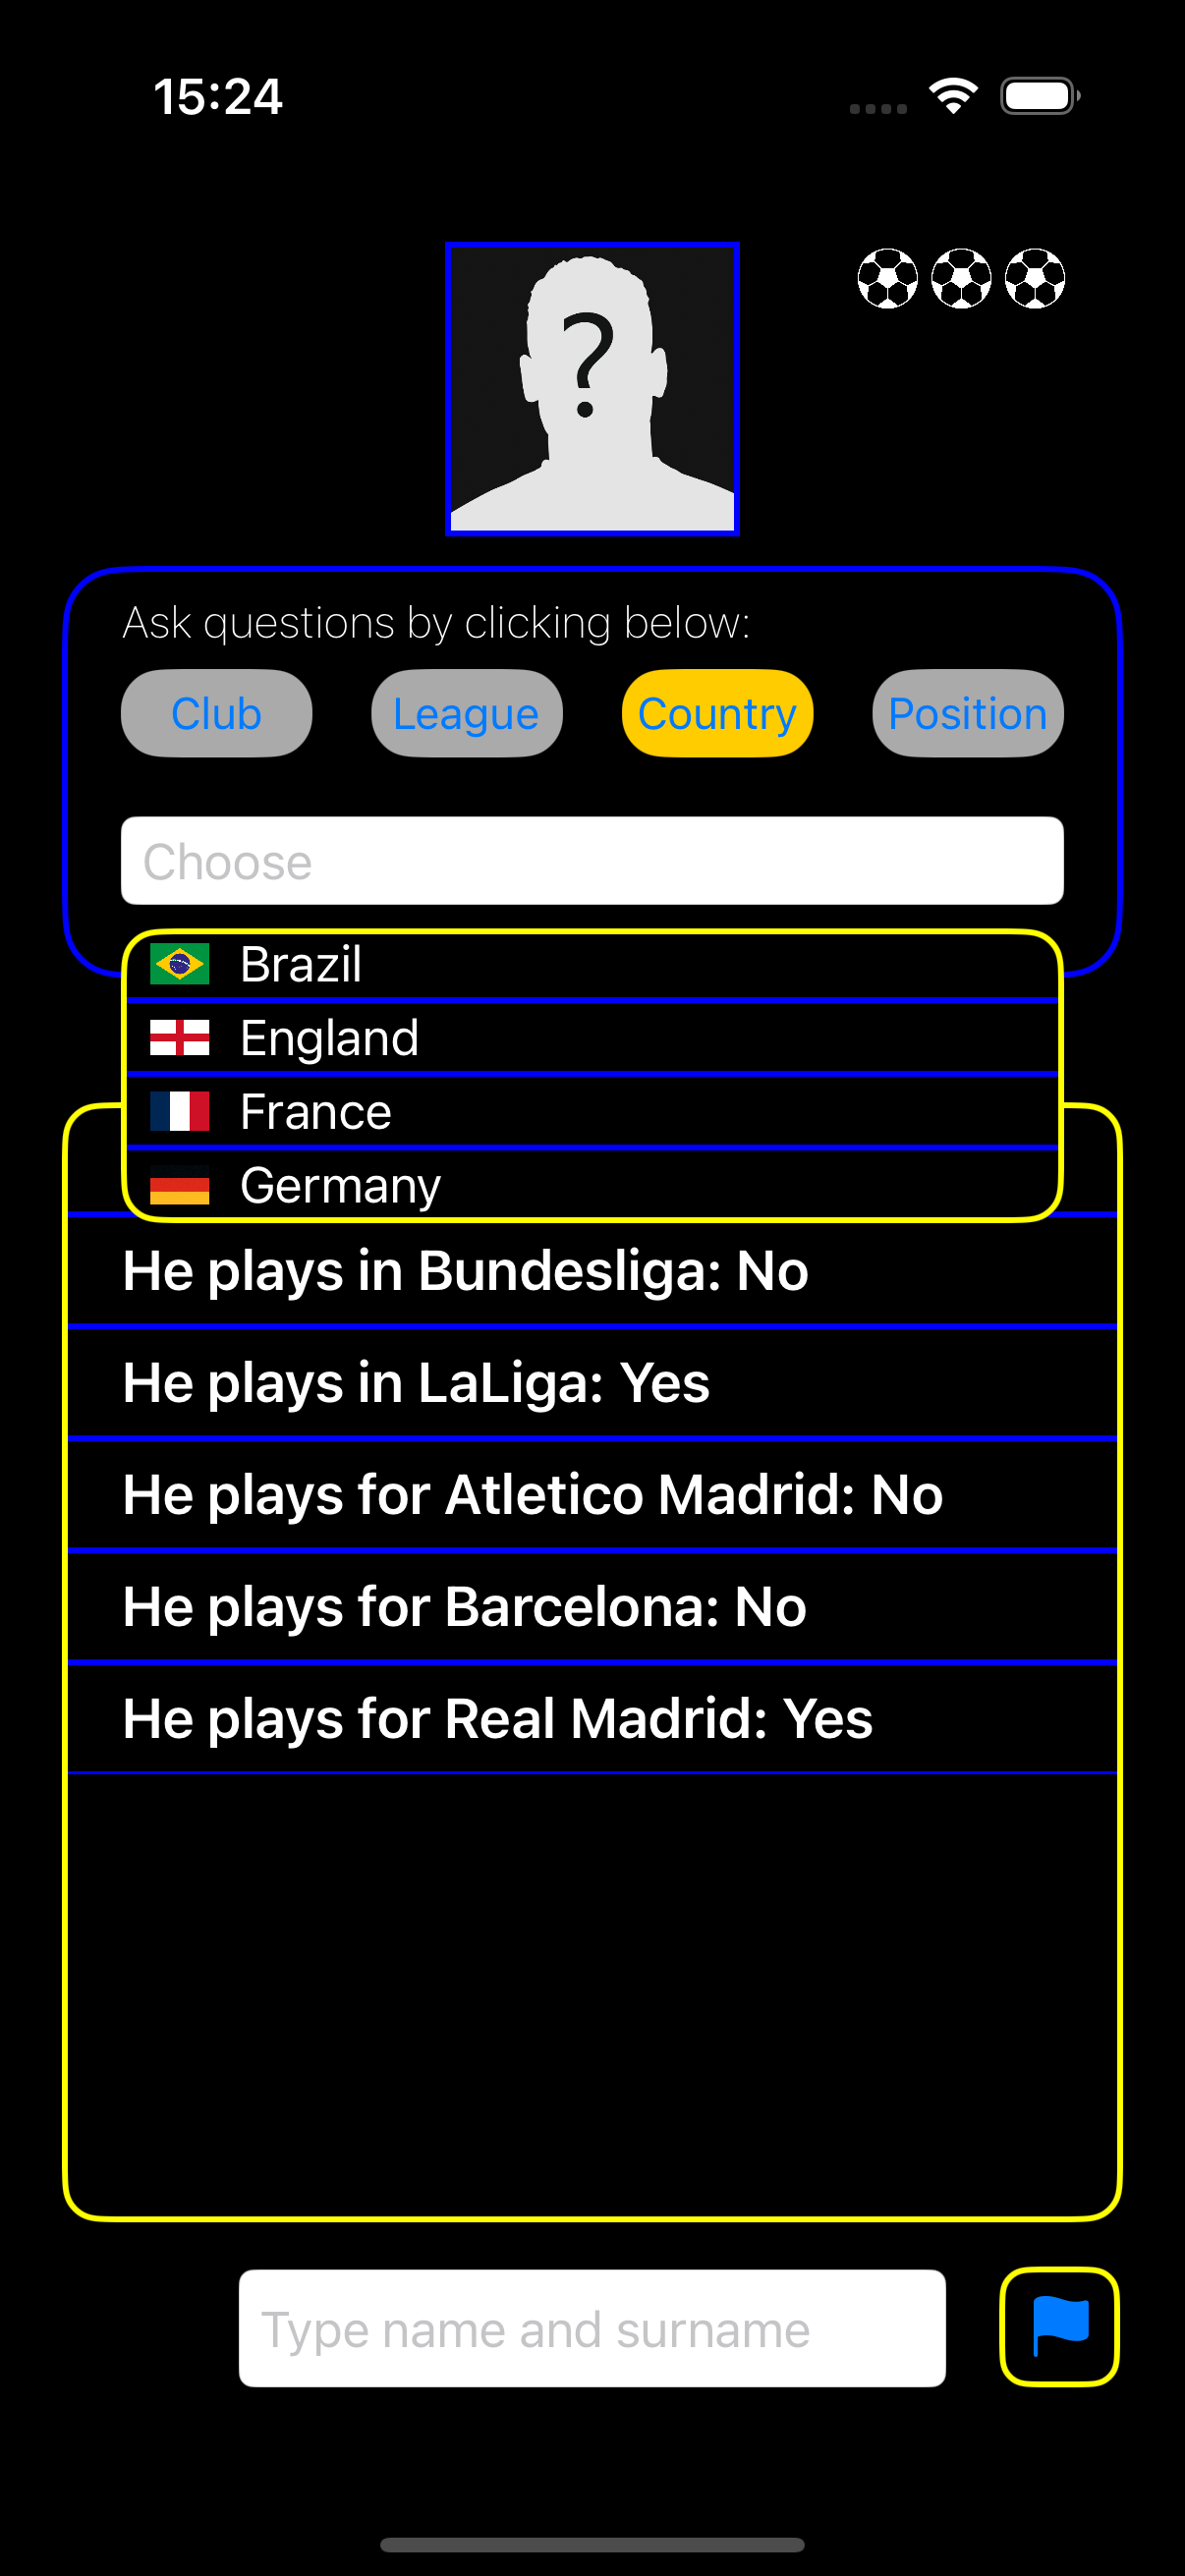 15:24
?
Ask questions by clicking below:
Club League Country Position
Choose
Brazil
England
France
Germany
He plays in Bundesliga: No
He plays in LaLiga: Yes
He plays for Atletico Madrid: No
He plays for Barcelona: No
He plays for Real Madrid: Yes
Type name and surname